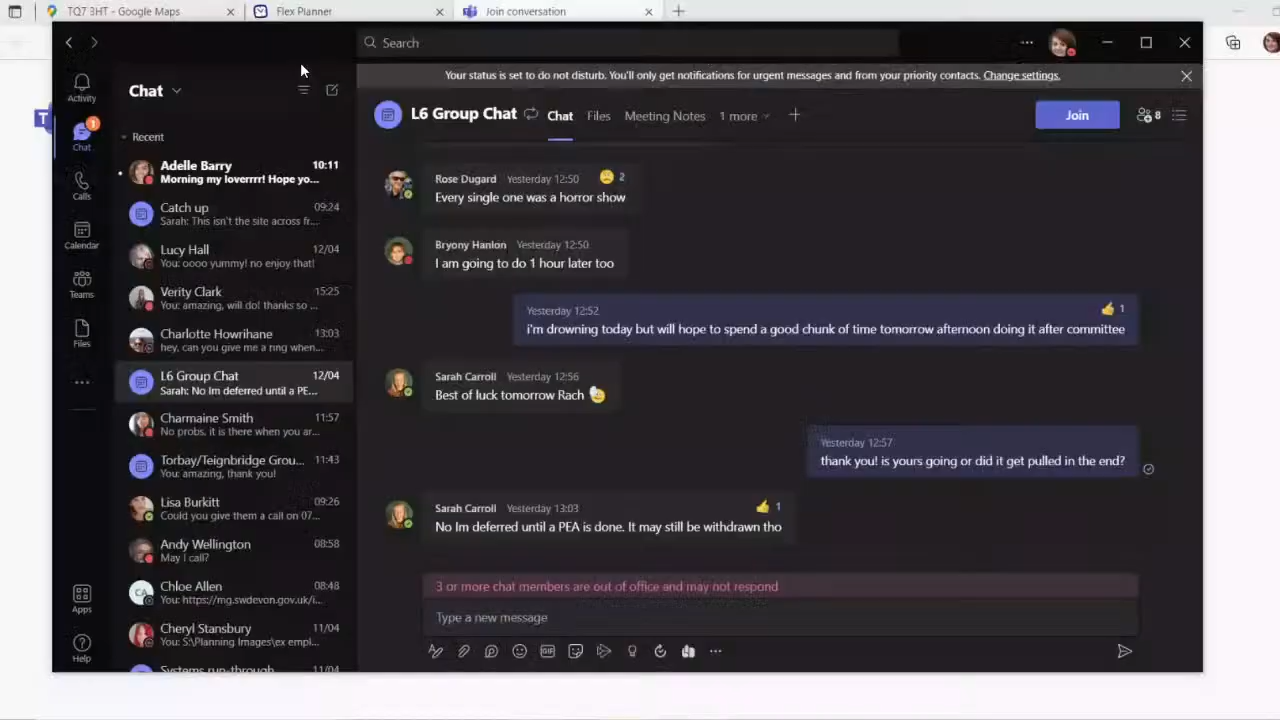 TQ7 3HT - Google Maps
Flex Planner
Join conversation
Search
Your status is set to do not disturb. You'll only get notifications for urgent messages and from your priority contacts. Change settings.
Activity
1
Chat
Calls
Calendar
Teams
Files
Apps
Help
Chat
Recent
Adelle Barry 10:11
Morning my loverrrr! Hope yo...
Catch up 09:24
Sarah: This isn't the site across fr...
Lucy Hall 12/04
You: oooo yummy! no enjoy that!
Verity Clark 15:25
You: amazing, will do! thanks so ...
Charlotte Howrihane 13:03
hey, can you give me a ring when...
L6 Group Chat 12/04
Sarah: No Im deferred until a PE...
Charmaine Smith 11:57
No probs, it is there when you ar...
Torbay/Teignbridge Grou... 11:43
You: amazing, thank you!
Lisa Burkitt 09:26
Could you give them a call on 07...
Andy Wellington 08:58
May I call?
CA
Chloe Allen 08:48
You: https://mg.swdevon.gov.uk/i...
Cheryl Stansbury 11/04
You: S:\Planning Images\ex empl...
Systems run-through 11/04
L6 Group Chat
Chat
Files
Meeting Notes
1 more
Join
8
Rose Dugard Yesterday 12:50 2
Every single one was a horror show
Bryony Hanlon Yesterday 12:50
I am going to do 1 hour later too
Yesterday 12:52 1
i'm drowning today but will hope to spend a good chunk of time tomorrow afternoon doing it after committee
Sarah Carroll Yesterday 12:56
Best of luck tomorrow Rach
Yesterday 12:57
thank you! is yours going or did it get pulled in the end?
Sarah Carroll Yesterday 13:03 1
No Im deferred until a PEA is done. It may still be withdrawn tho
3 or more chat members are out of office and may not respond
Type a new message
GIF